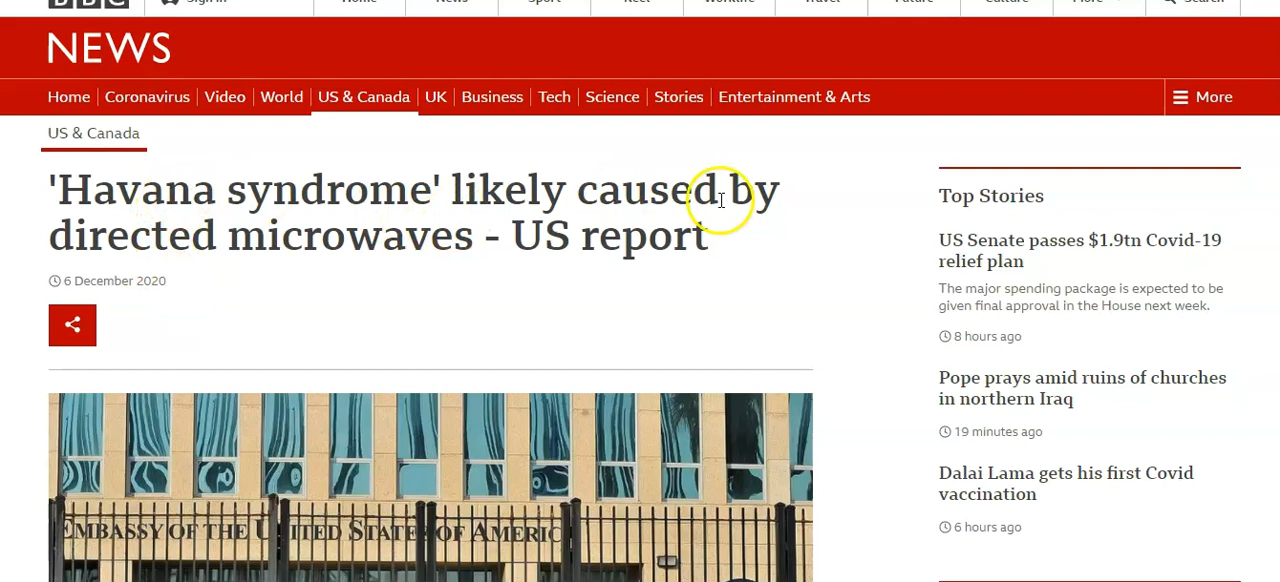 BBC Sign in Home News Sport Reel Worklife Travel Future Culture More Search
NEWS
Home Coronavirus Video World US & Canada UK Business Tech Science Stories Entertainment & Arts More
US & Canada
'Havana syndrome' likely caused by
directed microwaves - US report
6 December 2020
Top Stories
US Senate passes $1.9tn Covid-19
relief plan
The major spending package is expected to be
given final approval in the House next week.
8 hours ago
Pope prays amid ruins of churches
in northern Iraq
19 minutes ago
Dalai Lama gets his first Covid
vaccination
6 hours ago
EMBASSY OF THE UNITED STATES OF AMERIC